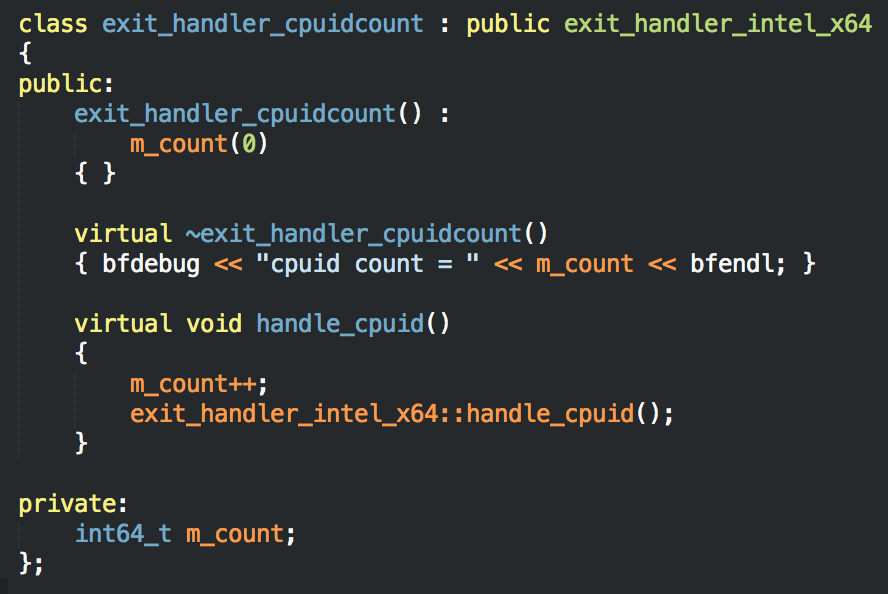 class exit_handler_cpuidcount : public exit_handler_intel_x64
{
public:
    exit_handler_cpuidcount() :
        m_count(0)
    { }

    virtual ~exit_handler_cpuidcount()
    { bfdebug << "cpuid count = " << m_count << bfendl; }

    virtual void handle_cpuid()
    {
        m_count++;
        exit_handler_intel_x64::handle_cpuid();
    }

private:
    int64_t m_count;
};